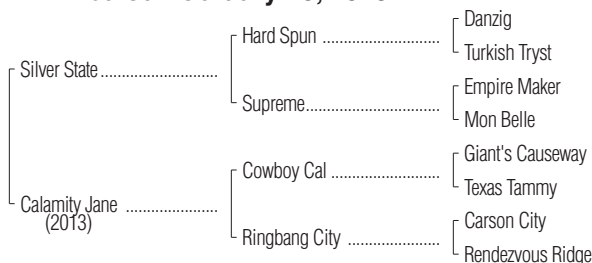 Danzig
Hard Spun
Turkish Tryst
Silver State
Empire Maker
Supreme
Mon Belle
Giant's Causeway
Cowboy Cal
Texas Tammy
Calamity Jane
(2013)
Carson City
Ringbang City
Rendezvous Ridge